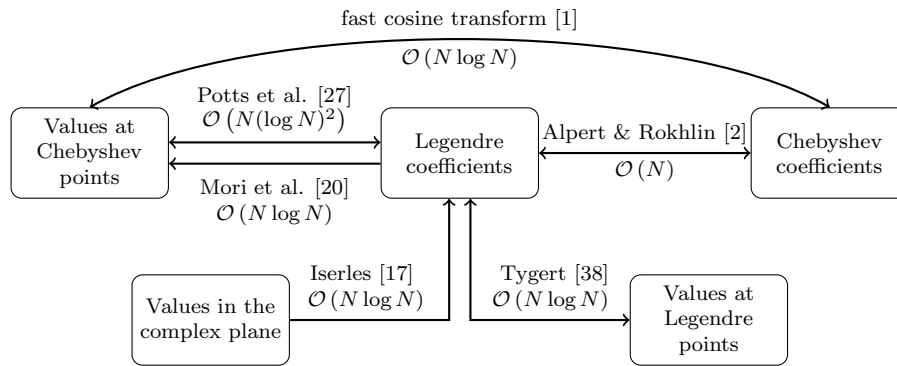 fast cosine transform [1]
𝒪 (N log N)
Potts et al. [27]
𝒪 (N(log N)²)
Values at
Chebyshev
points
Legendre
coefficients
Alpert & Rokhlin [2]
𝒪 (N)
Chebyshev
coefficients
Mori et al. [20]
𝒪 (N log N)
Iserles [17]
𝒪 (N log N)
Tygert [38]
𝒪 (N log N)
Values in the
complex plane
Values at
Legendre
points